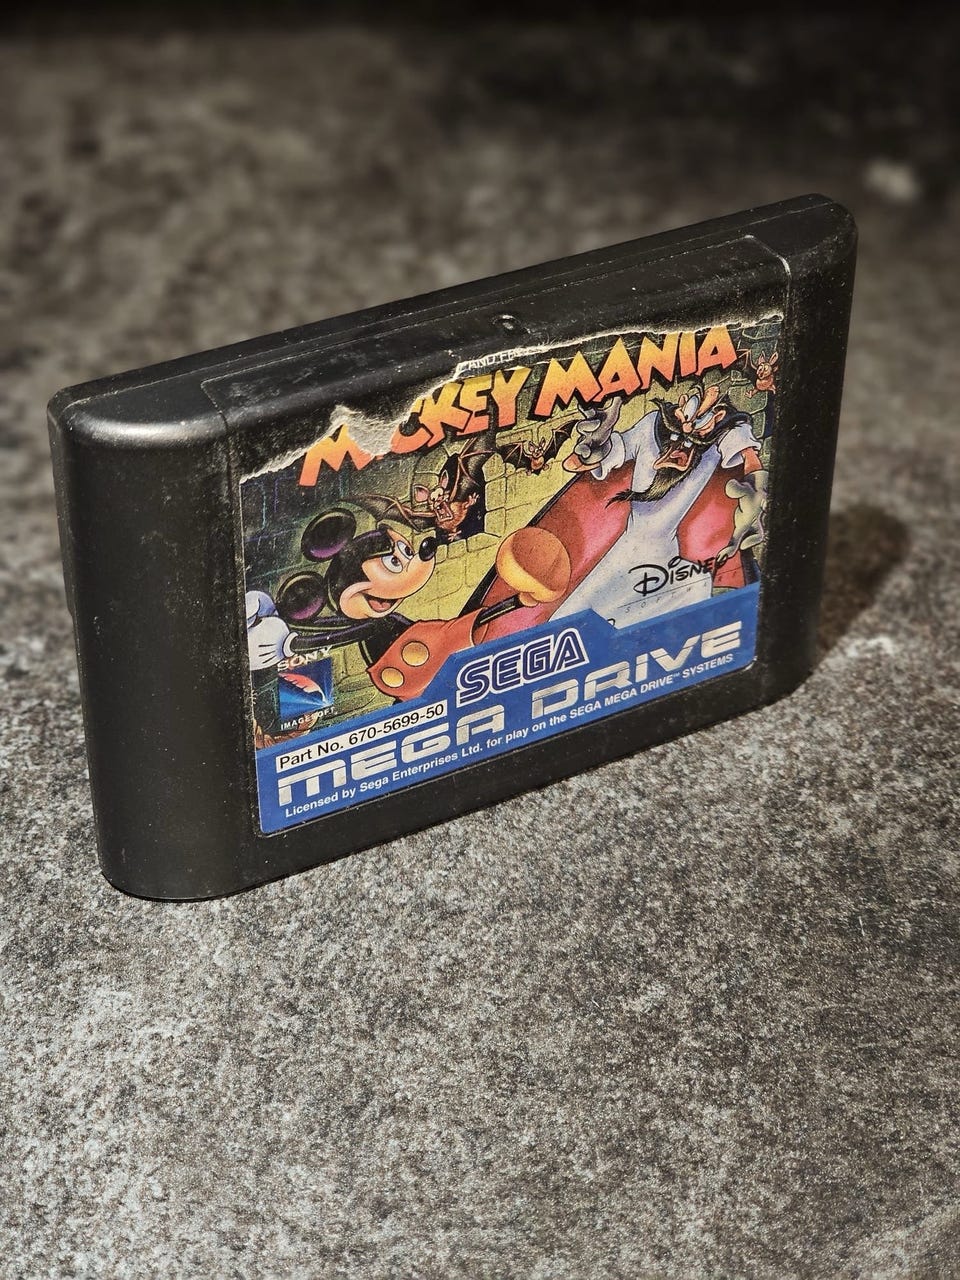 AND F
MICKEY MANIA
DISNEY
SONY
IMAGESOFT
SEGA
Part No. 670-5699-50
MEGA DRIVE
Licensed by Sega Enterprises Ltd. for play on the SEGA MEGA DRIVE™ SYSTEMS